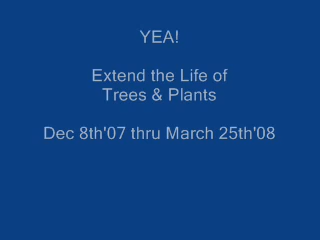 YEA!
Extend the Life of
Trees & Plants
Dec 8th'07 thru March 25th'08